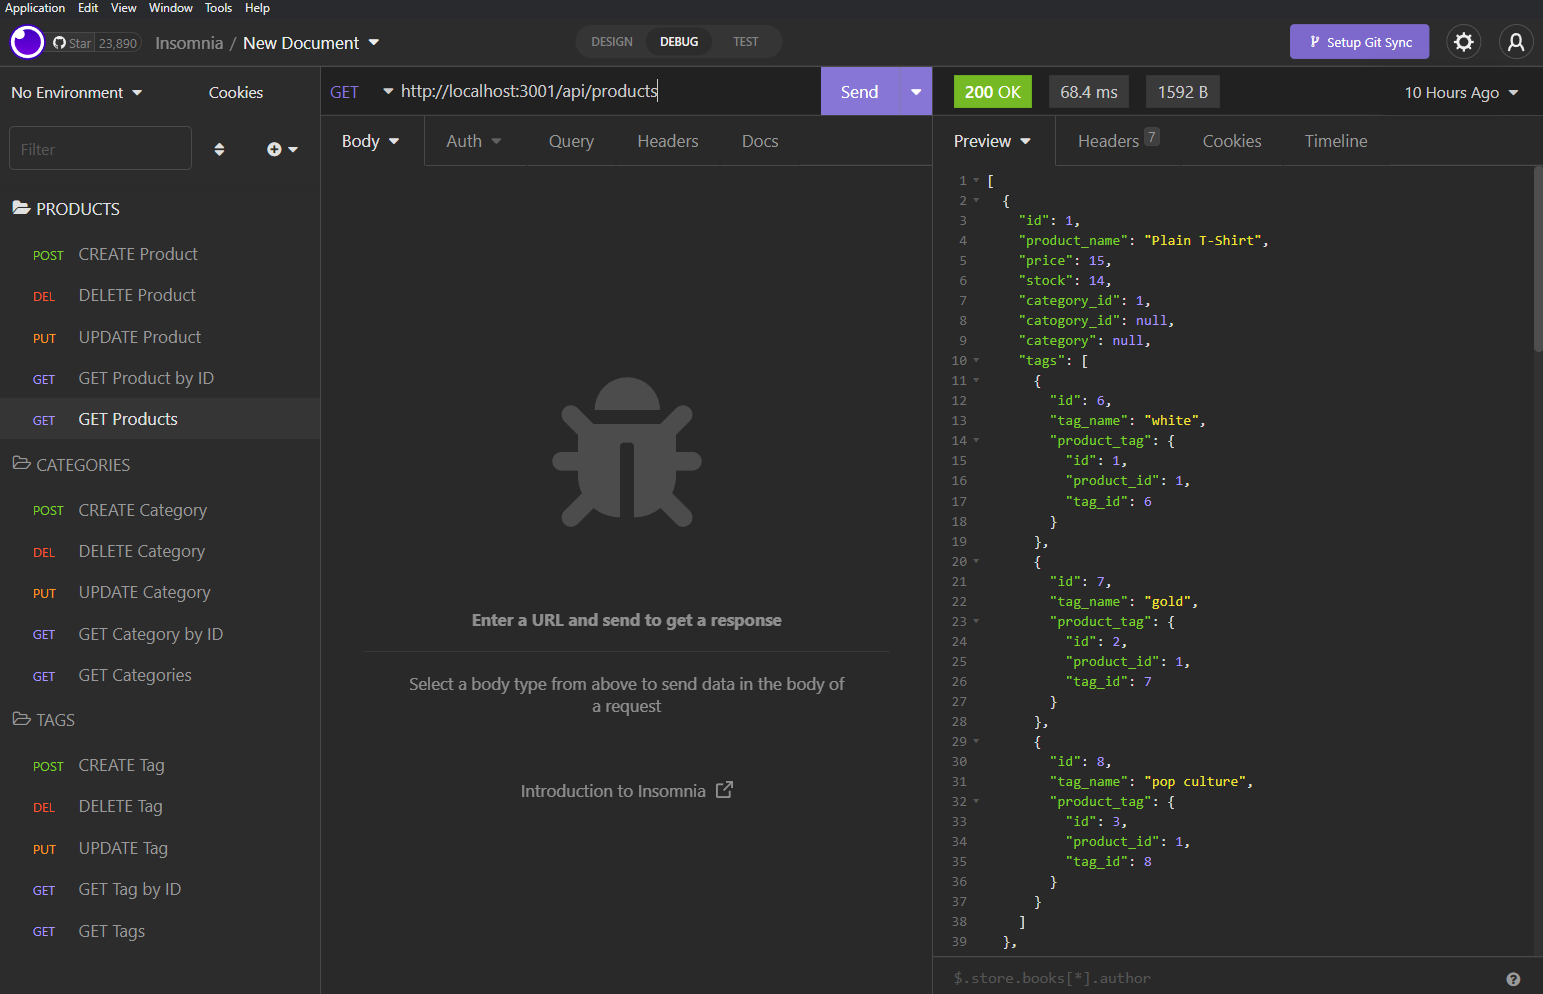 Application Edit View Window Tools Help
Star 23,890 Insomnia / New Document DESIGN DEBUG TEST Setup Git Sync
No Environment Cookies
Filter
PRODUCTS
POST CREATE Product
DEL DELETE Product
PUT UPDATE Product
GET GET Product by ID
GET GET Products
CATEGORIES
POST CREATE Category
DEL DELETE Category
PUT UPDATE Category
GET GET Category by ID
GET GET Categories
TAGS
POST CREATE Tag
DEL DELETE Tag
PUT UPDATE Tag
GET GET Tag by ID
GET GET Tags
GET http://localhost:3001/api/products Send
Body Auth Query Headers Docs
Enter a URL and send to get a response
Select a body type from above to send data in the body of
a request
Introduction to Insomnia
200 OK 68.4 ms 1592 B 10 Hours Ago
Preview Headers 7 Cookies Timeline
1 [
2 {
3 "id": 1,
4 "product_name": "Plain T-Shirt",
5 "price": 15,
6 "stock": 14,
7 "category_id": 1,
8 "catogory_id": null,
9 "category": null,
10 "tags": [
11 {
12 "id": 6,
13 "tag_name": "white",
14 "product_tag": {
15 "id": 1,
16 "product_id": 1,
17 "tag_id": 6
18 }
19 },
20 {
21 "id": 7,
22 "tag_name": "gold",
23 "product_tag": {
24 "id": 2,
25 "product_id": 1,
26 "tag_id": 7
27 }
28 },
29 {
30 "id": 8,
31 "tag_name": "pop culture",
32 "product_tag": {
33 "id": 3,
34 "product_id": 1,
35 "tag_id": 8
36 }
37 }
38 ]
39 },
$.store.books[*].author